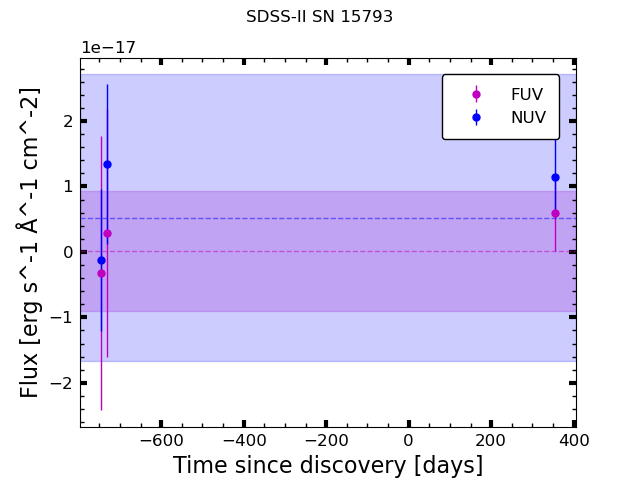 SDSS-II SN 15793
1e−17
FUV
NUV
2
1
0
−1
−2
Flux [erg s^-1 Å^-1 cm^-2]
−600 −400 −200 0 200 400
Time since discovery [days]